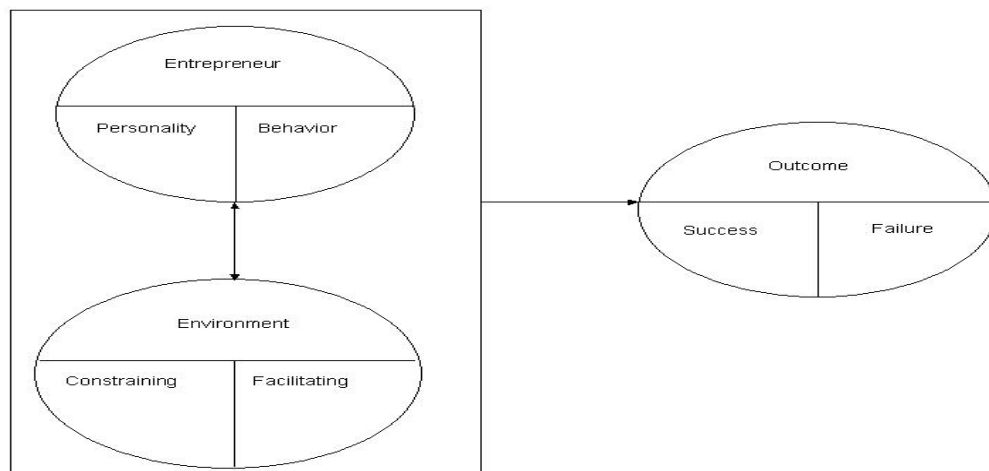 Entrepreneur
Personality
Behavior
Environment
Constraining
Facilitating
Outcome
Success
Failure